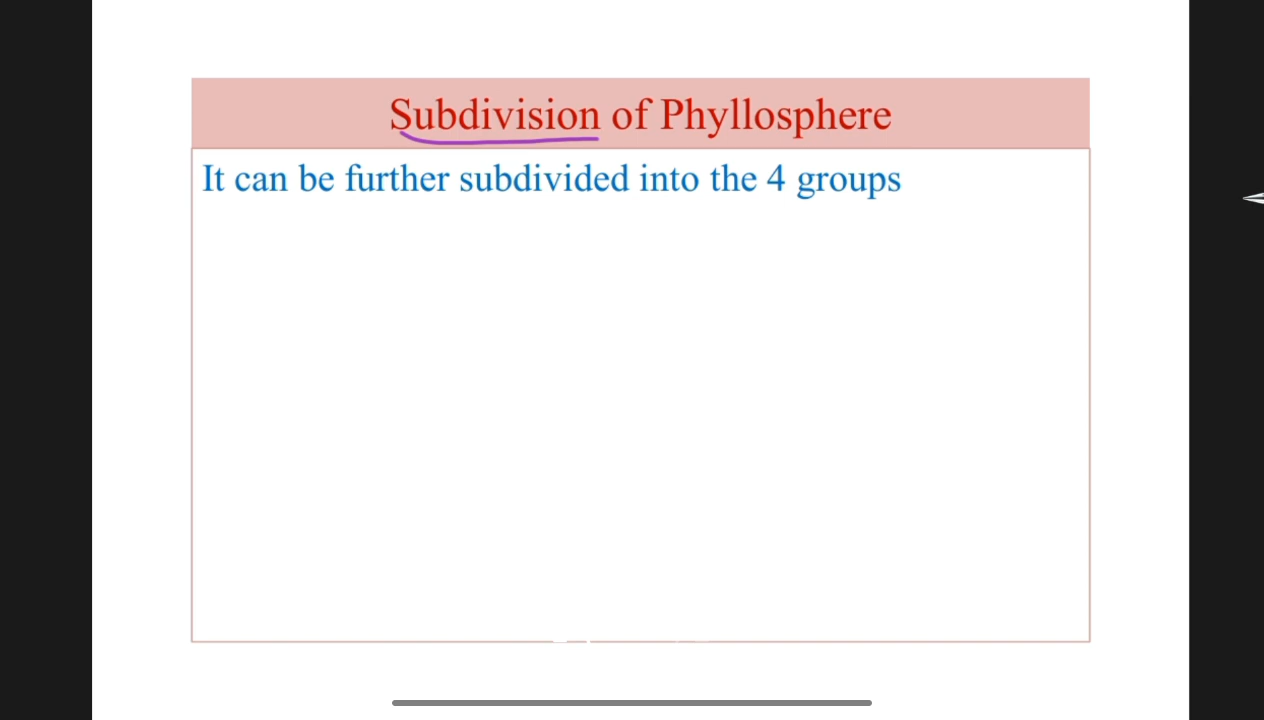 Subdivision of Phyllosphere
It can be further subdivided into the 4 groups